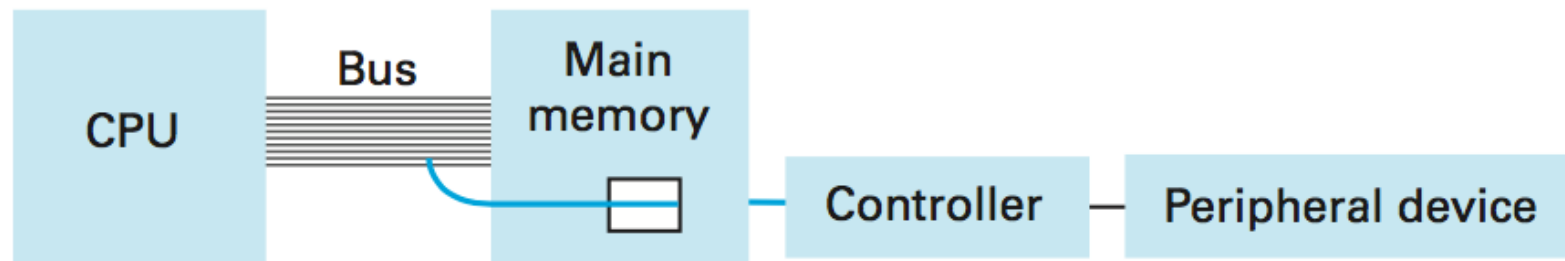 CPU
Bus
Main
memory
Controller
Peripheral device